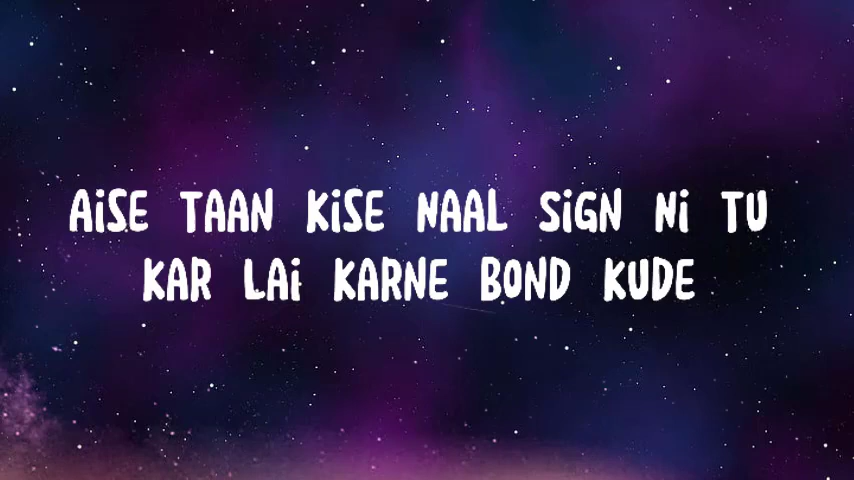 AiSE TAAN KiSE NAAL SiGN Ni TU
KAR LAi KARNE BOND KUDE